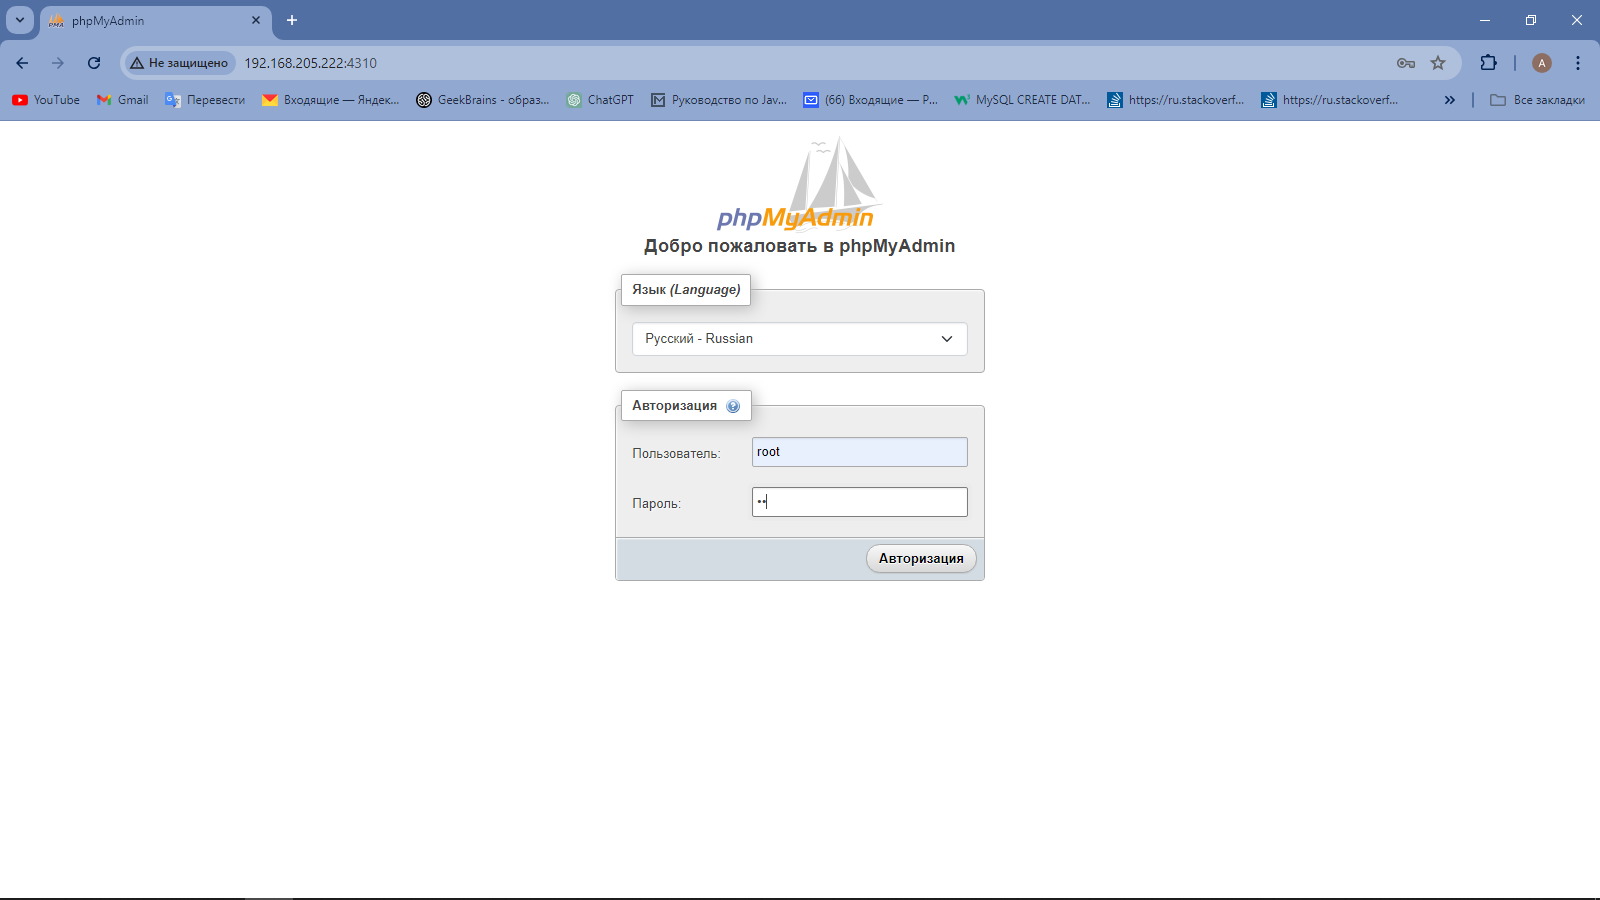 phpMyAdmin
Не защищено 192.168.205.222:4310 A
YouTube Gmail Перевести Входящие — Яндек... GeekBrains - образ... ChatGPT Руководство по Jav... (66) Входящие — Р... MySQL CREATE DAT... https://ru.stackoverf... https://ru.stackoverf... Все закладки
phpMyAdmin
Добро пожаловать в phpMyAdmin
Язык (Language)
Русский - Russian
Авторизация
Пользователь: root
Пароль: ••
Авторизация